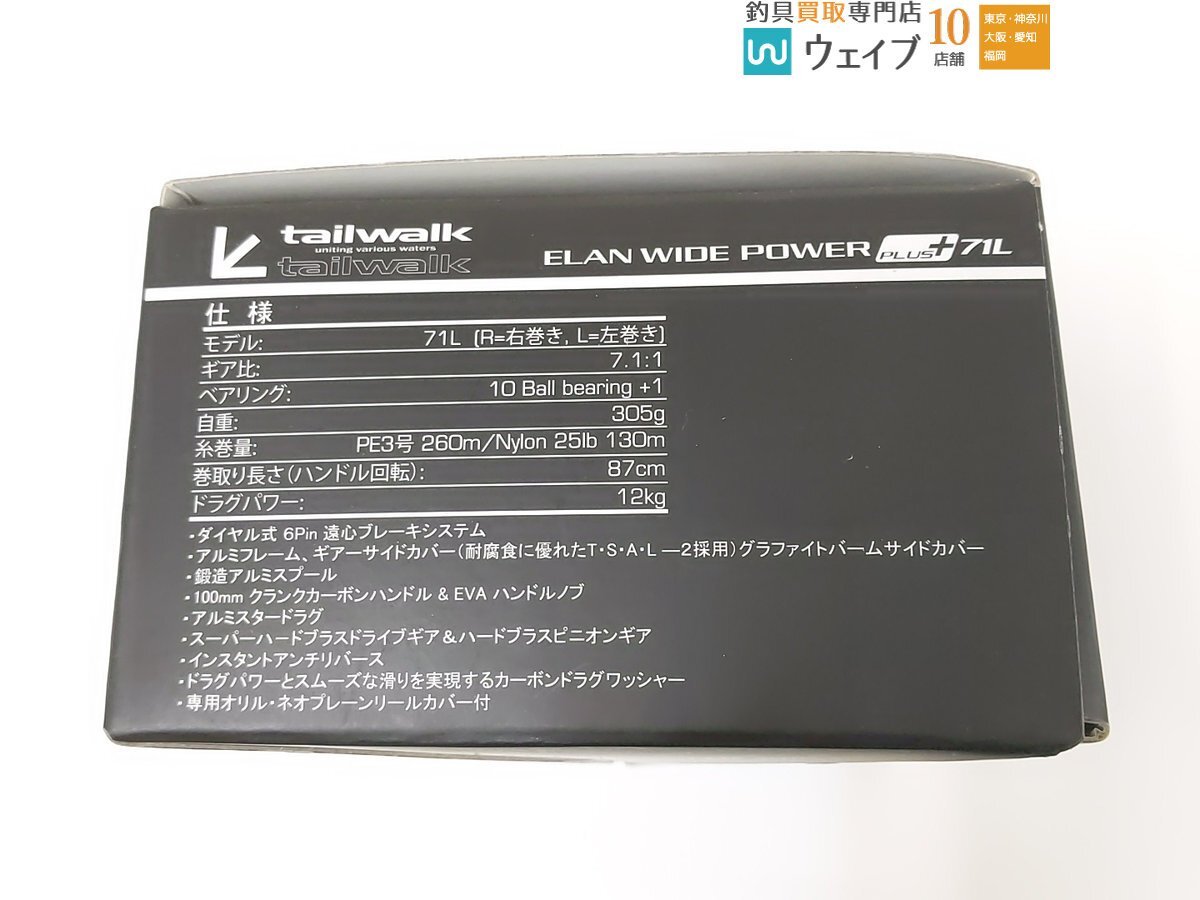 釣具買取専門店
ウェイブ
10
店舗
東京・神奈川
大阪・愛知
福岡
tailwalk
uniting various waters
tailwalk
ELAN WIDE POWER PLUS+ 71L
仕 様
モデル: 71L (R=右巻き, L=左巻き)
ギア比: 7.1:1
ベアリング: 10 Ball bearing +1
自重: 305g
糸巻量: PE3号 260m/Nylon 25lb 130m
巻取り長さ(ハンドル回転): 87cm
ドラグパワー: 12kg
・ダイヤル式 6Pin 遠心ブレーキシステム
・アルミフレーム、ギアーサイドカバー(耐腐食に優れたT・S・A・L―2採用)グラファイトパームサイドカバー
・鍛造アルミスプール
・100mm クランクカーボンハンドル & EVA ハンドルノブ
・アルミスタードラグ
・スーパーハードブラスドライブギア&ハードブラスピニオンギア
・インスタントアンチリバース
・ドラグパワーとスムーズな滑りを実現するカーボンドラグワッシャー
・専用オリル・ネオプレーンリールカバー付